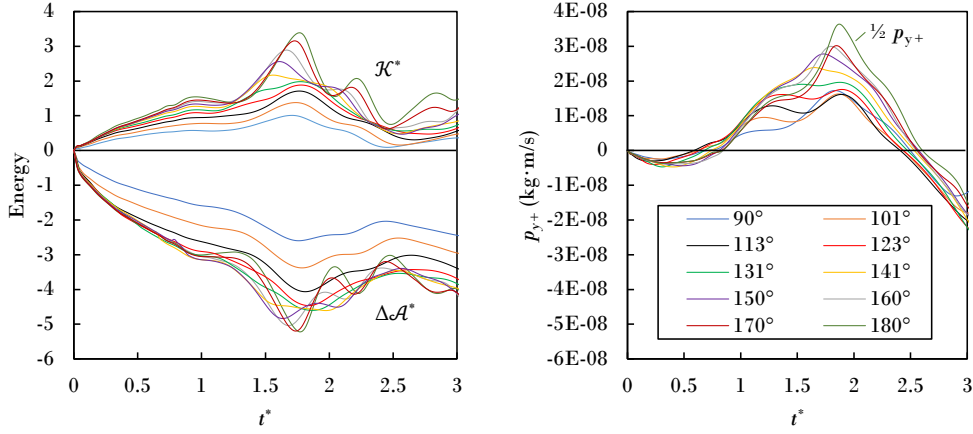 4
3
2
1
0
-1
-2
-3
-4
-5
-6
Energy
𝒦*
Δ𝒜*
0 0.5 1 1.5 2 2.5 3
t*
4E-08
3E-08
2E-08
1E-08
0
-1E-08
-2E-08
-3E-08
-4E-08
-5E-08
-6E-08
p_y+ (kg·m/s)
½ p_y+
90° 101°
113° 123°
131° 141°
150° 160°
170° 180°
0 0.5 1 1.5 2 2.5 3
t*